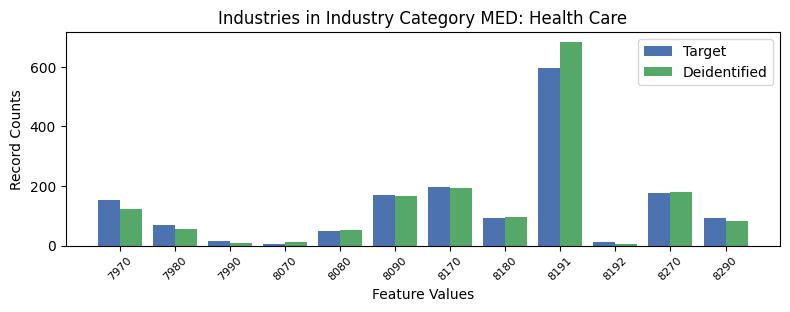 Industries in Industry Category MED: Health Care
Target
Deidentified
Record Counts
600
400
200
0
7970 7980 7990 8070 8080 8090 8170 8180 8191 8192 8270 8290
Feature Values